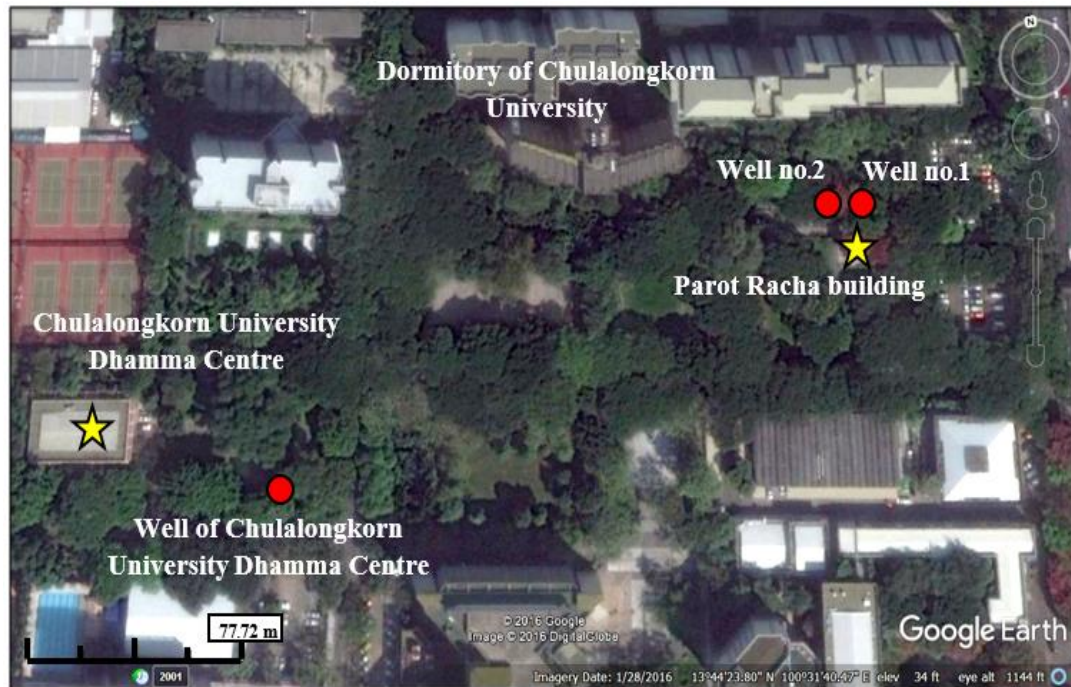 N
Dormitory of Chulalongkorn
University
Well no.2
Well no.1
Parot Racha building
Chulalongkorn University
Dhamma Centre
Well of Chulalongkorn
University Dhamma Centre
77.72 m
© 2016 Google
Image © 2016 DigitalGlobe
Google Earth
2001
Imagery Date: 1/28/2016 13°44'23.80" N 100°31'40.47" E elev 34 ft eye alt 1144 ft